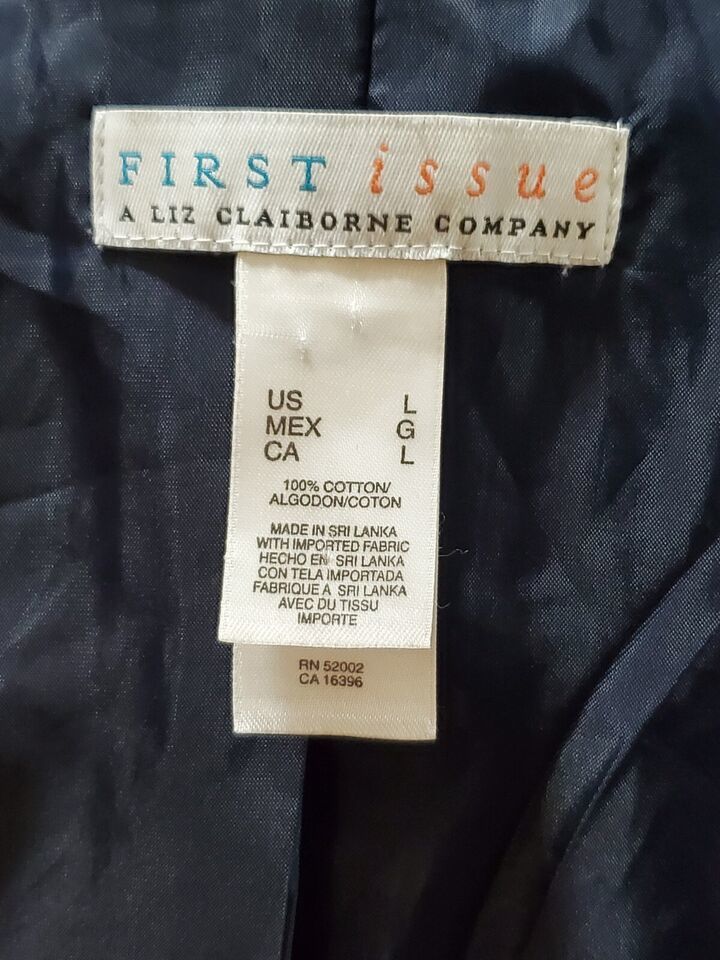 FIRST issue
A LIZ CLAIBORNE COMPANY
US L
MEX G
CA L
100% COTTON/
ALGODON/COTON
MADE IN SRI LANKA
WITH IMPORTED FABRIC
HECHO EN SRI LANKA
CON TELA IMPORTADA
FABRIQUE A SRI LANKA
AVEC DU TISSU
IMPORTE
RN 52002
CA 16396